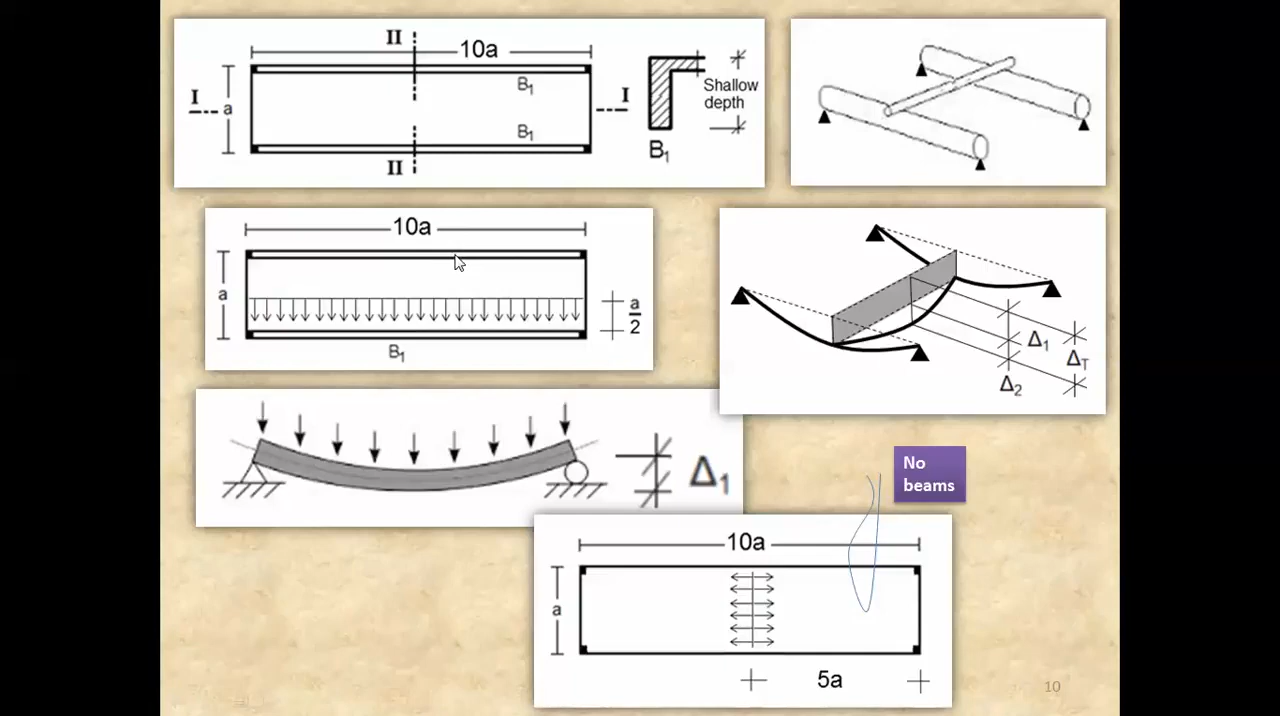 II
10a
B1
a
I
I
B1
II
Shallow
depth
B1
10a
a
a
2
B1
Δ1
ΔT
Δ2
Δ1
No
beams
10a
a
5a
10